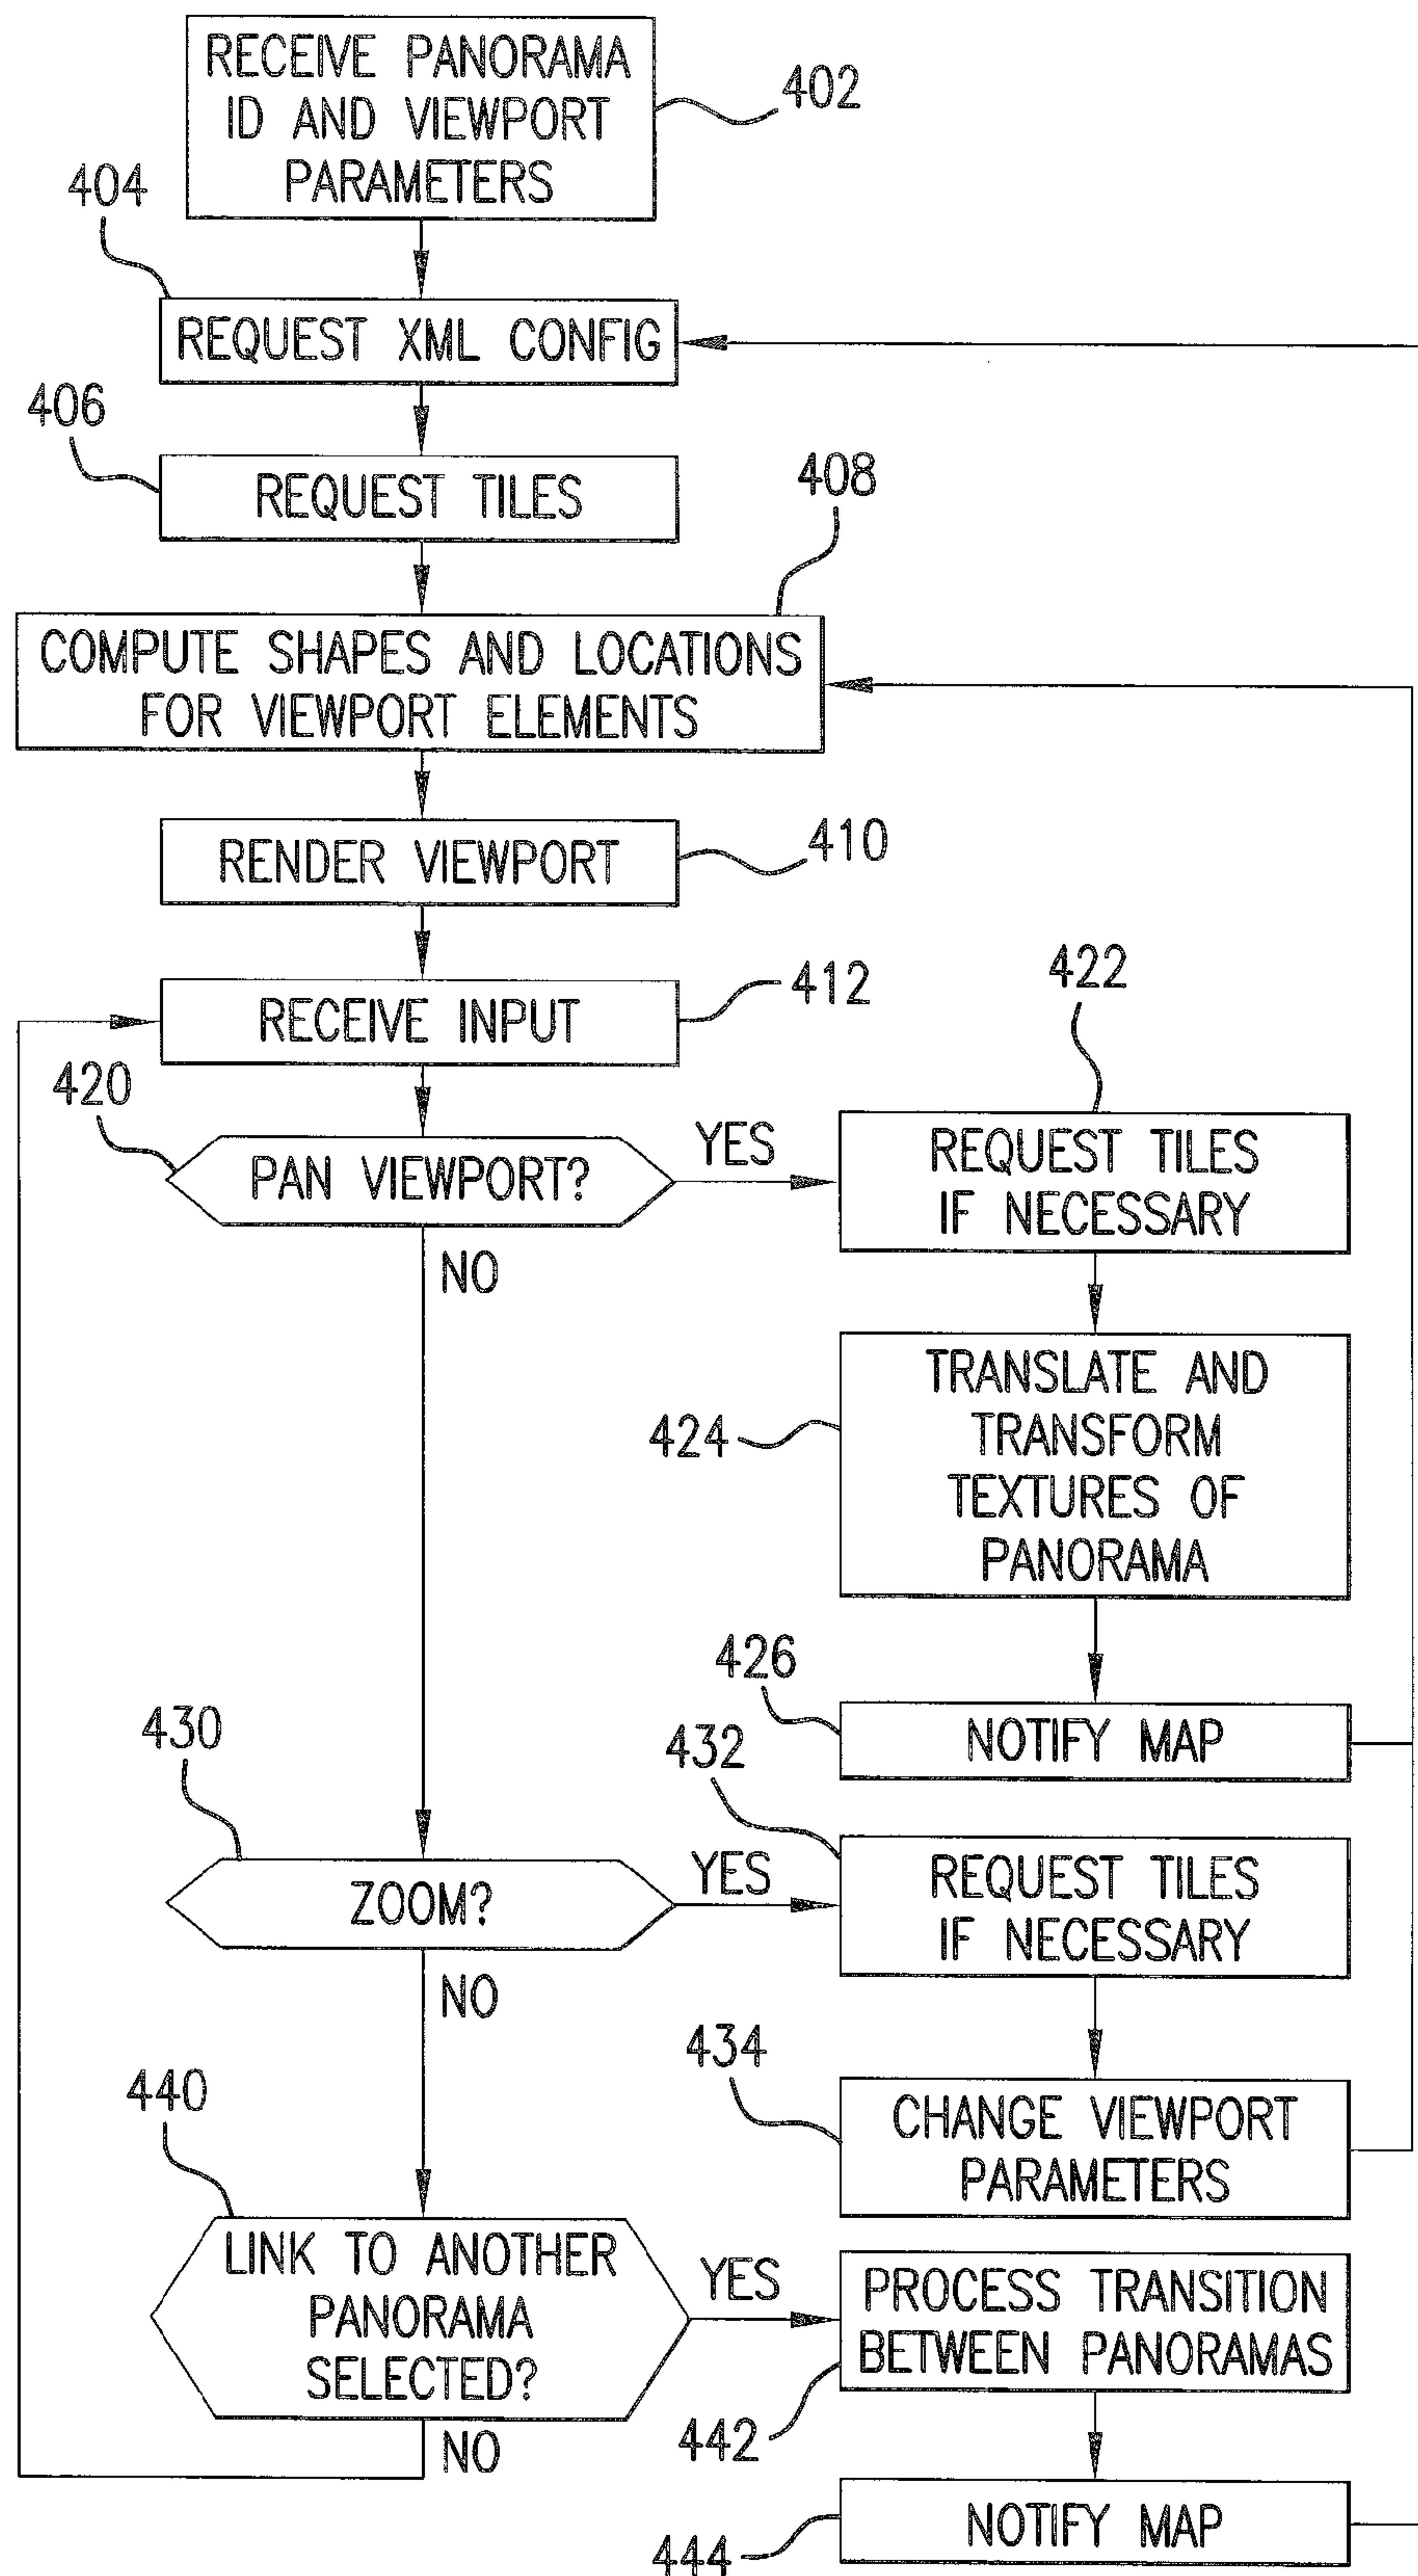 RECEIVE PANORAMA
ID AND VIEWPORT
PARAMETERS
402
404
REQUEST XML CONFIG
406
REQUEST TILES
408
COMPUTE SHAPES AND LOCATIONS
FOR VIEWPORT ELEMENTS
RENDER VIEWPORT
410
RECEIVE INPUT
412
420
PAN VIEWPORT?
YES
NO
422
REQUEST TILES
IF NECESSARY
424
TRANSLATE AND
TRANSFORM
TEXTURES OF
PANORAMA
426
NOTIFY MAP
430
ZOOM?
YES
NO
432
REQUEST TILES
IF NECESSARY
434
CHANGE VIEWPORT
PARAMETERS
440
LINK TO ANOTHER
PANORAMA
SELECTED?
YES
NO
PROCESS TRANSITION
BETWEEN PANORAMAS
442
NOTIFY MAP
444